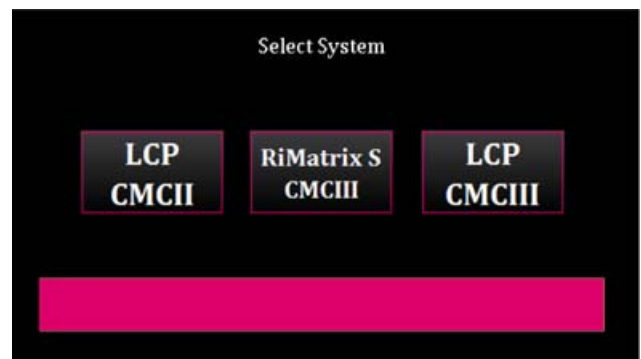 Select System
LCP
CMCII
RiMatrix S
CMCIII
LCP
CMCIII